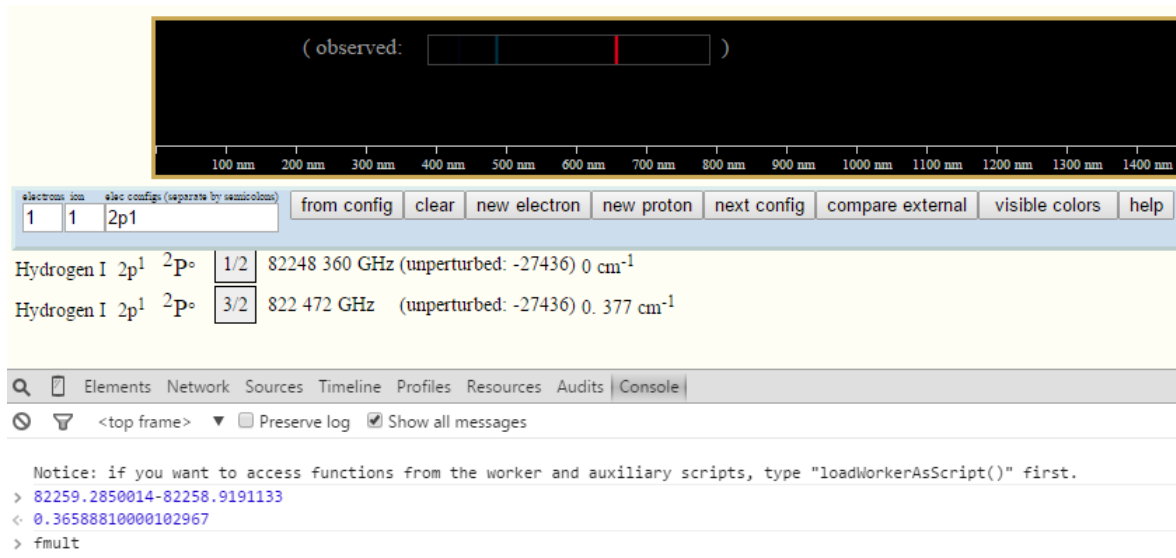 ( observed: )
100 nm 200 nm 300 nm 400 nm 500 nm 600 nm 700 nm 800 nm 900 nm 1000 nm 1100 nm 1200 nm 1300 nm 1400 nm
electrons ion elec configs (separate by semicolons)
1 1 2p1 from config clear new electron new proton next config compare external visible colors help
Hydrogen I 2p¹ ²P° 1/2 82248 360 GHz (unperturbed: -27436) 0 cm⁻¹
Hydrogen I 2p¹ ²P° 3/2 822 472 GHz (unperturbed: -27436) 0. 377 cm⁻¹
Elements Network Sources Timeline Profiles Resources Audits Console
<top frame> ▼ Preserve log Show all messages
Notice: if you want to access functions from the worker and auxiliary scripts, type "loadWorkerAsScript()" first.
> 82259.2850014-82258.9191133
< 0.36588810000102967
> fmult